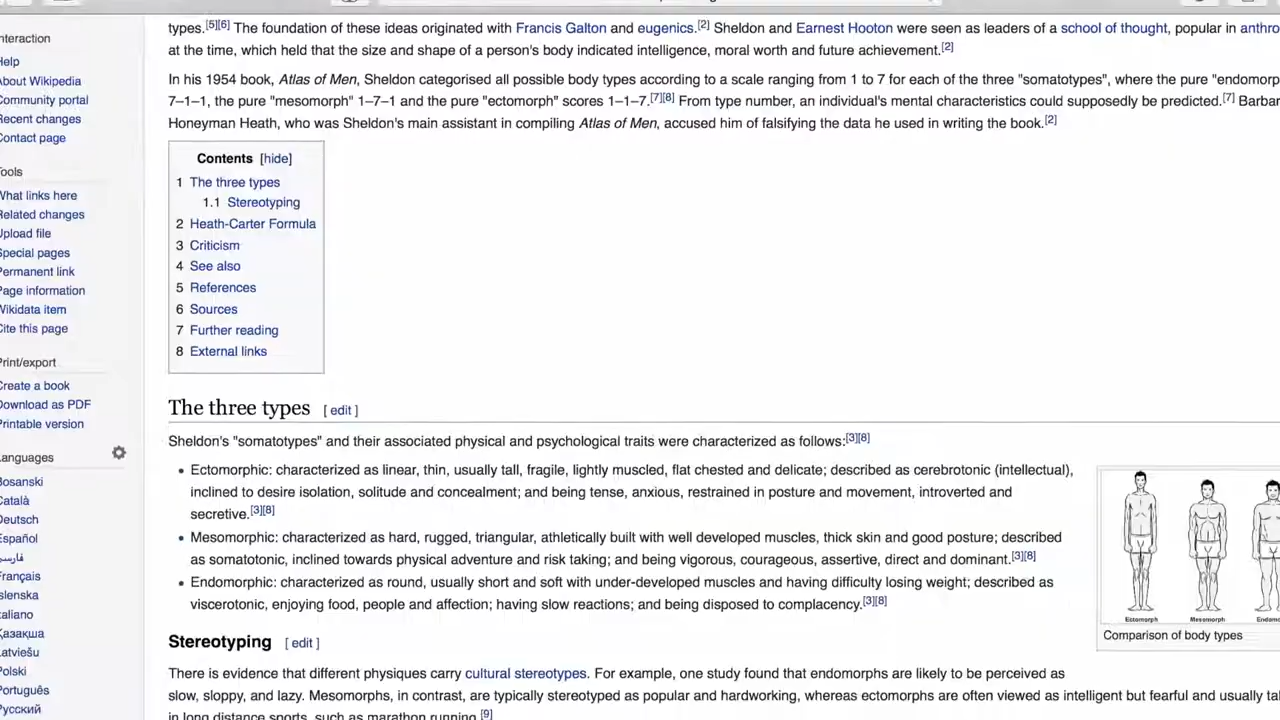 types.[5][6] The foundation of these ideas originated with Francis Galton and eugenics.[2] Sheldon and Earnest Hooton were seen as leaders of a school of thought, popular in anthro
at the time, which held that the size and shape of a person's body indicated intelligence, moral worth and future achievement.[2]
In his 1954 book, Atlas of Men, Sheldon categorised all possible body types according to a scale ranging from 1 to 7 for each of the three "somatotypes", where the pure "endomorp
7–1–1, the pure "mesomorph" 1–7–1 and the pure "ectomorph" scores 1–1–7.[7][8] From type number, an individual's mental characteristics could supposedly be predicted.[7] Barbar
Honeyman Heath, who was Sheldon's main assistant in compiling Atlas of Men, accused him of falsifying the data he used in writing the book.[2]
nteraction
Help
About Wikipedia
Community portal
Recent changes
Contact page
Tools
What links here
Related changes
Upload file
Special pages
Permanent link
Page information
Wikidata item
Cite this page
Print/export
Create a book
Download as PDF
Printable version
Languages
Bosanski
Català
Deutsch
Español
فارسی
Français
slenska
taliano
Қазақша
Latviešu
Polski
Português
Русский
Contents [hide]
1 The three types
1.1 Stereotyping
2 Heath-Carter Formula
3 Criticism
4 See also
5 References
6 Sources
7 Further reading
8 External links
The three types [ edit ]
Sheldon's "somatotypes" and their associated physical and psychological traits were characterized as follows:[3][8]
• Ectomorphic: characterized as linear, thin, usually tall, fragile, lightly muscled, flat chested and delicate; described as cerebrotonic (intellectual),
inclined to desire isolation, solitude and concealment; and being tense, anxious, restrained in posture and movement, introverted and
secretive.[3][8]
• Mesomorphic: characterized as hard, rugged, triangular, athletically built with well developed muscles, thick skin and good posture; described
as somatotonic, inclined towards physical adventure and risk taking; and being vigorous, courageous, assertive, direct and dominant.[3][8]
• Endomorphic: characterized as round, usually short and soft with under-developed muscles and having difficulty losing weight; described as
viscerotonic, enjoying food, people and affection; having slow reactions; and being disposed to complacency.[3][8]
Ectomorph Mesomorph Endomo
Comparison of body types
Stereotyping [ edit ]
There is evidence that different physiques carry cultural stereotypes. For example, one study found that endomorphs are likely to be perceived as
slow, sloppy, and lazy. Mesomorphs, in contrast, are typically stereotyped as popular and hardworking, whereas ectomorphs are often viewed as intelligent but fearful and usually tal
in long distance sports, such as marathon running.[9]